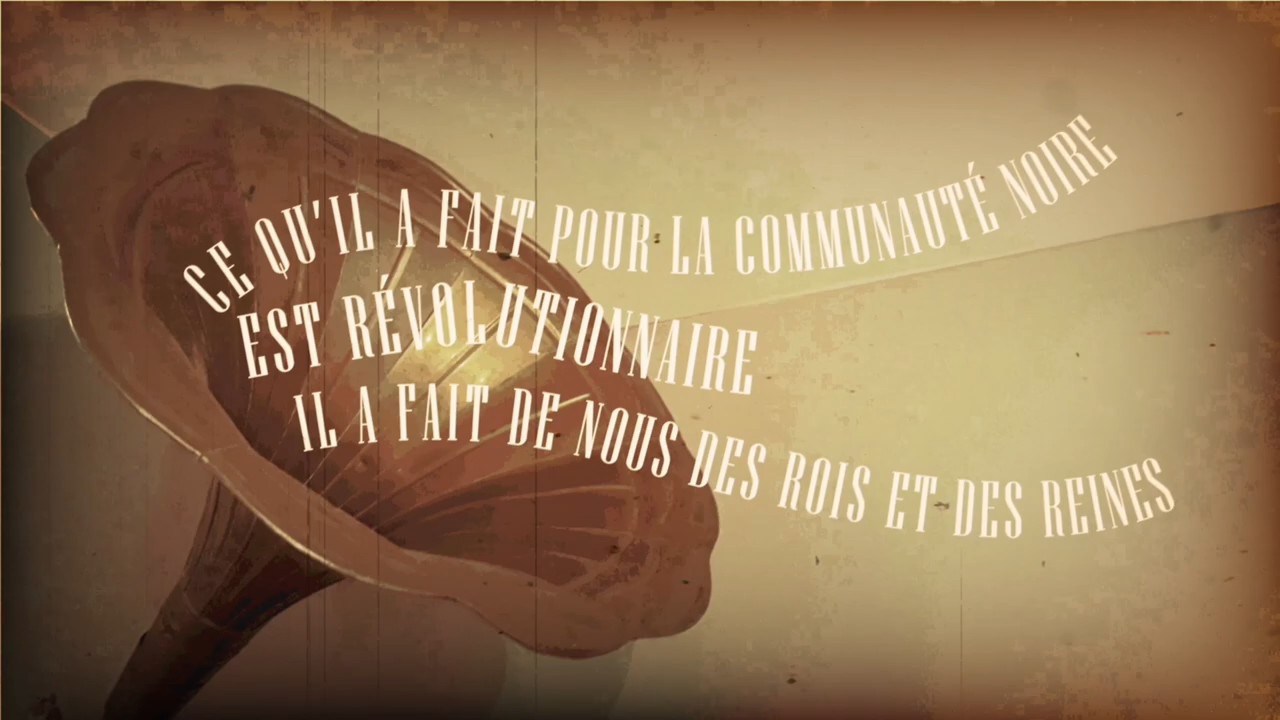 CE QU'IL A FAIT POUR LA COMMUNAUTÉ NOIRE
EST RÉVOLUTIONNAIRE
IL A FAIT DE NOUS DES ROIS ET DES REINES